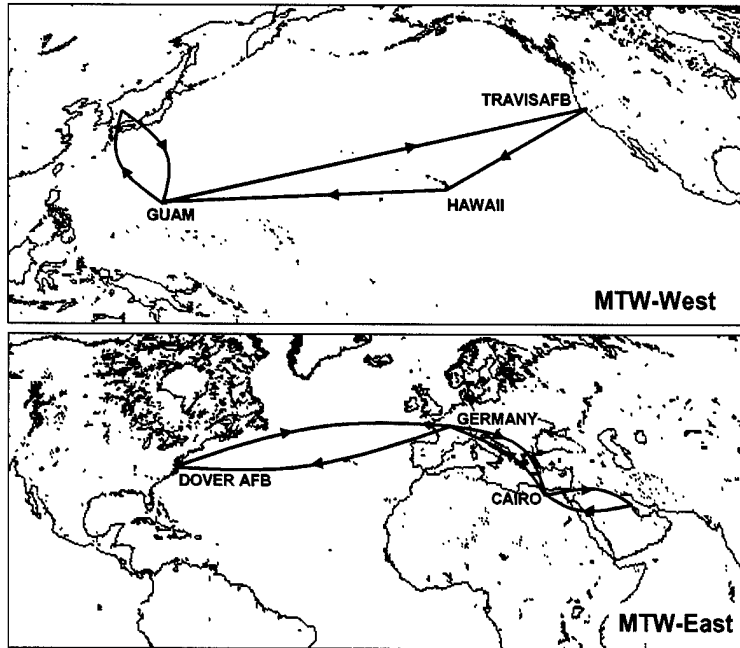 TRAVISAFB
HAWAII
GUAM
MTW-West
GERMANY
DOVER AFB
CAIRO
MTW-East